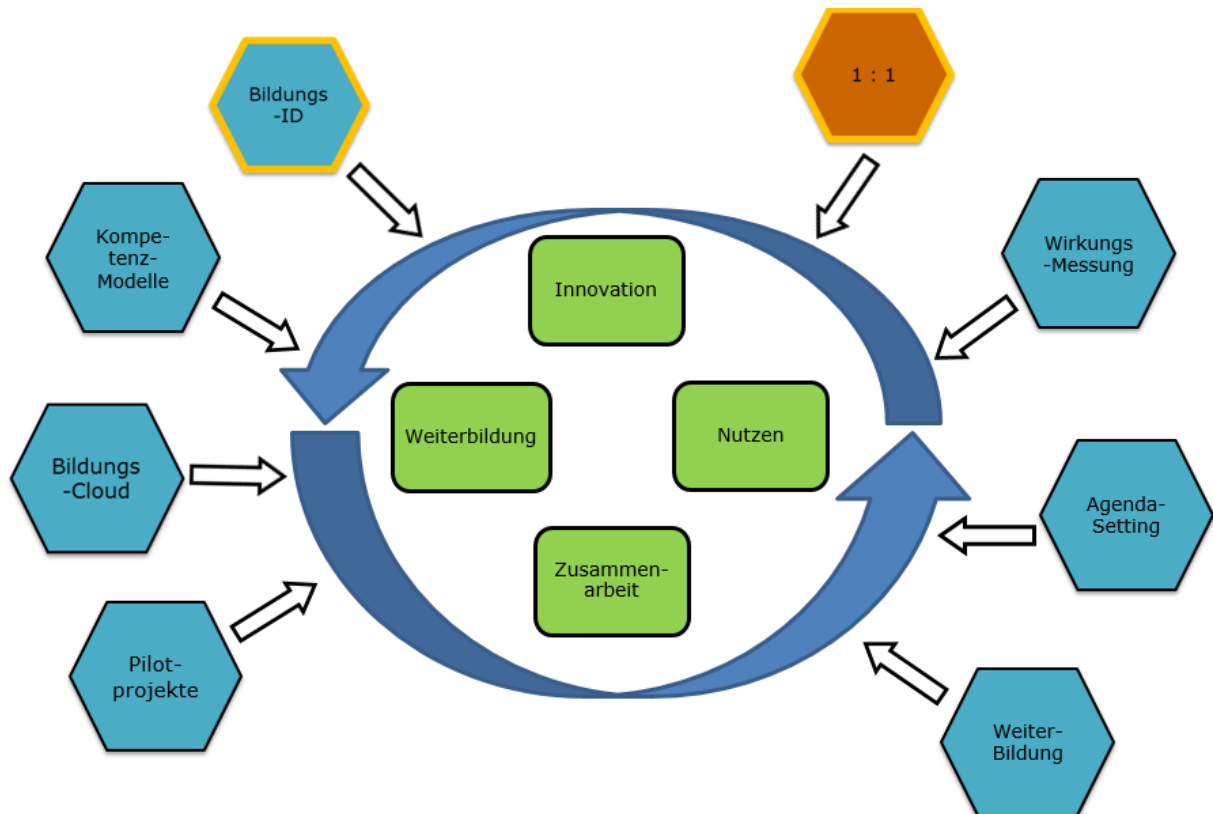 Bildungs
-ID
1 : 1
Kompe-
tenz-
Modelle
Wirkungs
-Messung
Innovation
Weiterbildung
Nutzen
Bildungs
-Cloud
Agenda-
Setting
Zusammen-
arbeit
Pilot-
projekte
Weiter-
Bildung